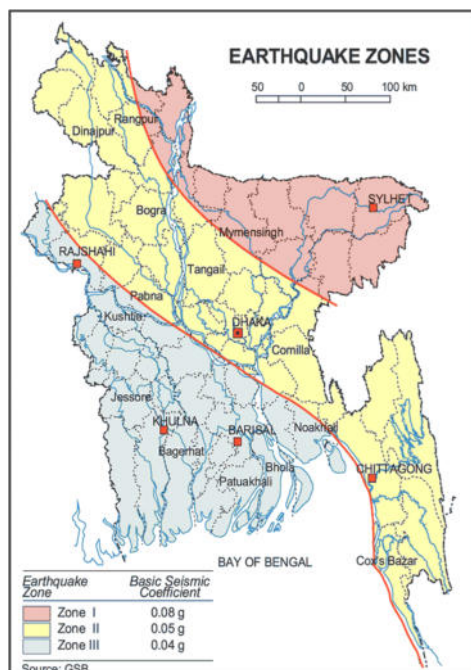 EARTHQUAKE ZONES
50 0 50 100 km
Rangpur
Dinajpur
SYLHET
Bogra
Mymensingh
RAJSHAHI
Tangail
Pabna
Kushtia
DHAKA
Comilla
Jessore
KHULNA
BARISAL
Noakhali
Bagerhat
Bhola
CHITTAGONG
Patuakhali
BAY OF BENGAL
Cox's Bazar
Earthquake Basic Seismic
Zone Coefficient
Zone I 0.08 g
Zone II 0.05 g
Zone III 0.04 g
Source: GSB